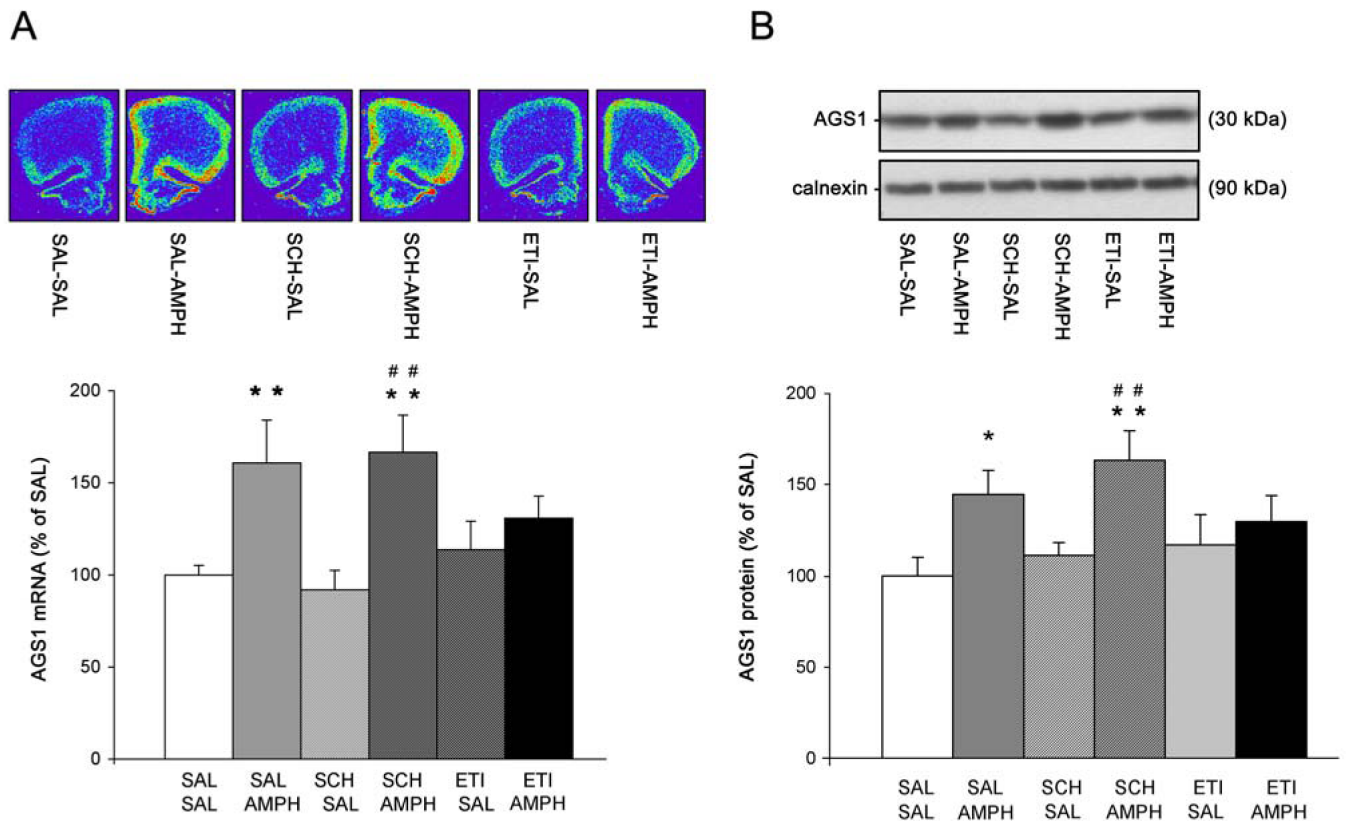 A
SAL-SAL
SAL-AMPH
SCH-SAL
SCH-AMPH
ETI-SAL
ETI-AMPH
AGS1 mRNA (% of SAL)
200
150
100
50
0
* *
# #
* *
SAL SAL SCH SCH ETI ETI
SAL AMPH SAL AMPH SAL AMPH
B
AGS1 (30 kDa)
calnexin (90 kDa)
SAL-SAL
SAL-AMPH
SCH-SAL
SCH-AMPH
ETI-SAL
ETI-AMPH
AGS1 protein (% of SAL)
200
150
100
50
0
*
# #
* *
SAL SAL SCH SCH ETI ETI
SAL AMPH SAL AMPH SAL AMPH